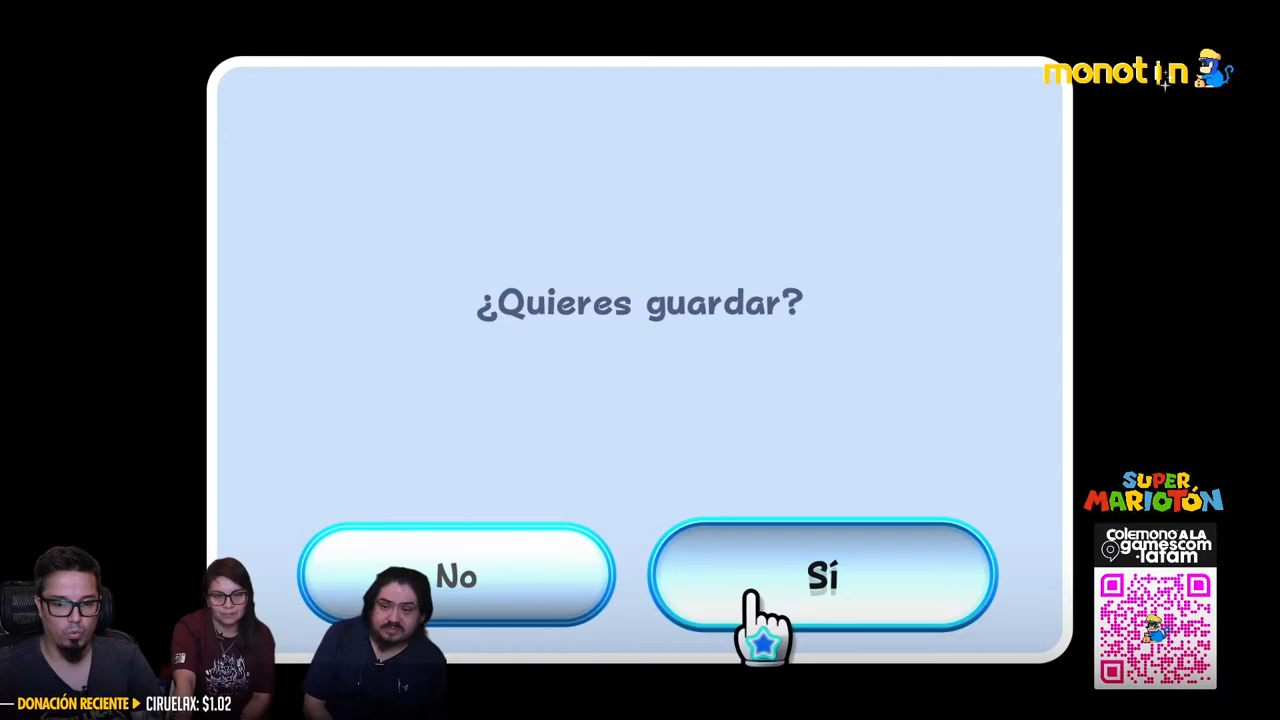 monotin
¿Quieres guardar?
SUPER
MARIOTÓN
COLEMONO A LA
gamescom
·latam
No
Sí
DONACIÓN RECIENTE CIRUELAX: $1.02